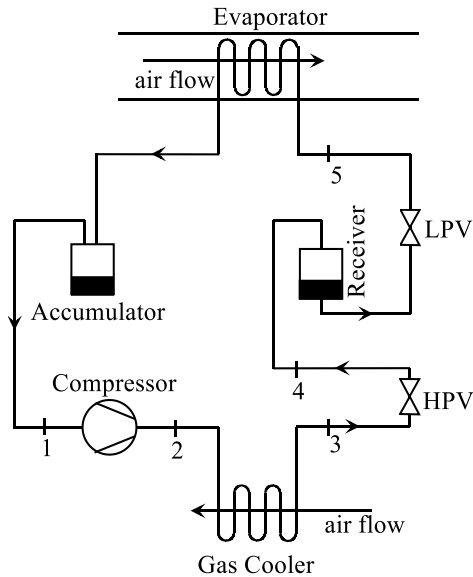 Evaporator
air flow
5
Receiver
LPV
Accumulator
4
Compressor
HPV
1
2
3
air flow
Gas Cooler